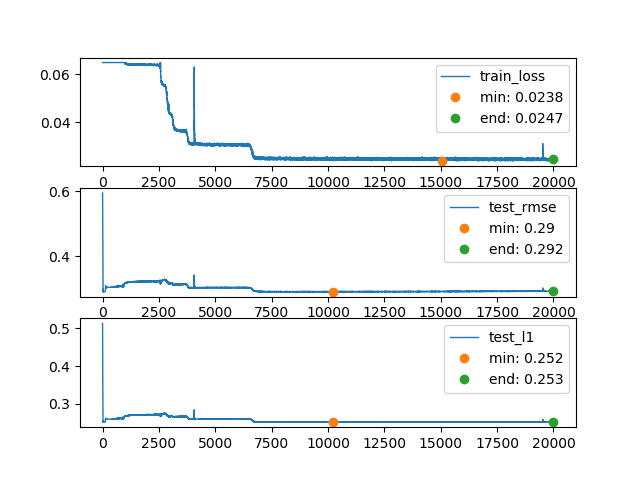 0.06
0.04
train_loss
min: 0.0238
end: 0.0247
0 2500 5000 7500 10000 12500 15000 17500 20000
0.6
0.4
test_rmse
min: 0.29
end: 0.292
0 2500 5000 7500 10000 12500 15000 17500 20000
0.5
0.4
0.3
test_l1
min: 0.252
end: 0.253
0 2500 5000 7500 10000 12500 15000 17500 20000